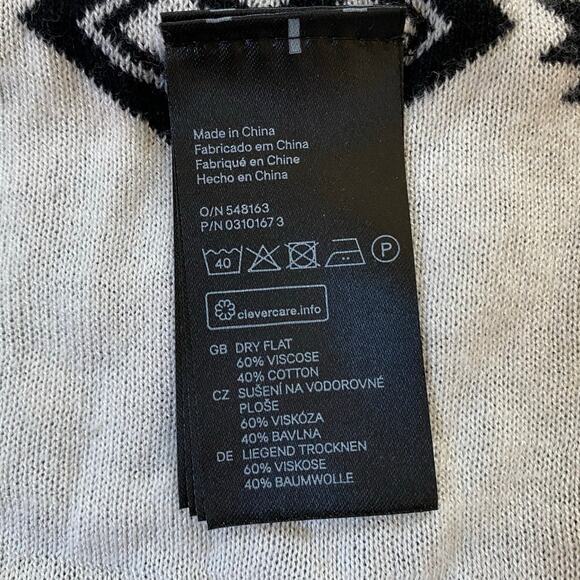 Made in China
Fabricado em China
Fabriqué en Chine
Hecho en China
O/N 548163
P/N 0310167 3
40 P
clevercare.info
GB DRY FLAT
60% VISCOSE
40% COTTON
CZ SUŠENÍ NA VODOROVNÉ
PLOŠE
60% VISKÓZA
40% BAVLNA
DE LIEGEND TROCKNEN
60% VISKOSE
40% BAUMWOLLE